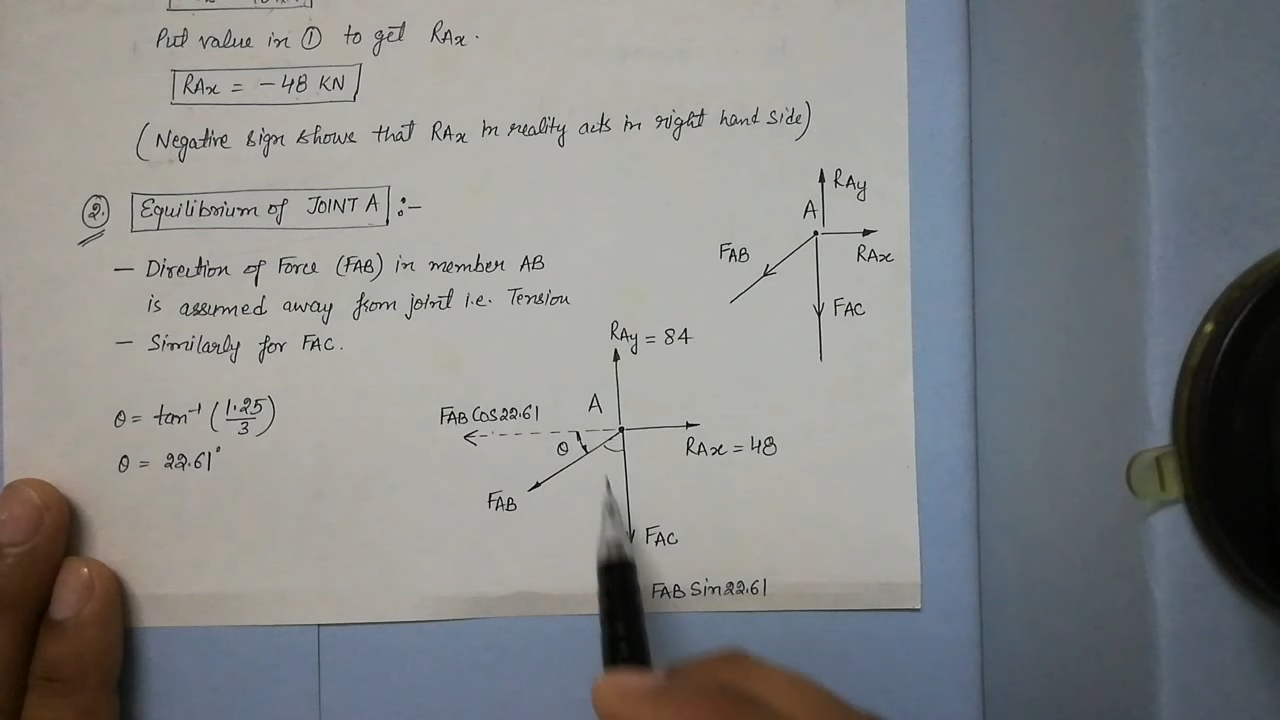 Put value in ① to get RAx.
RAx = -48 KN
(Negative sign shows that RAx in reality acts in right hand side)
2. Equilibrium of JOINT A :-
- Direction of Force (FAB) in member AB
is assumed away from joint i.e. Tension
- Similarly for FAC.
θ = tan⁻¹ (1.25/3)
θ = 22.61°
RAy
A
RAx
FAB
FAC
RAy = 84
A
FAB Cos22.61
θ
RAx = 48
FAB
FAC
FAB Sin22.61